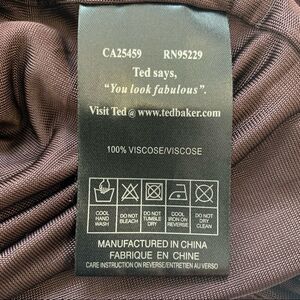 CA25459 RN95229
Ted says,
"You look fabulous".
Visit Ted @ www.tedbaker.com
100% VISCOSE/VISCOSE
COOL HAND WASH
DO NOT BLEACH
DO NOT TUMBLE DRY
COOL IRON ON REVERSE
DO NOT DRY CLEAN
MANUFACTURED IN CHINA
FABRIQUE EN CHINE
CARE INSTRUCTION ON REVERSE/ENTRETIEN AU VERSO